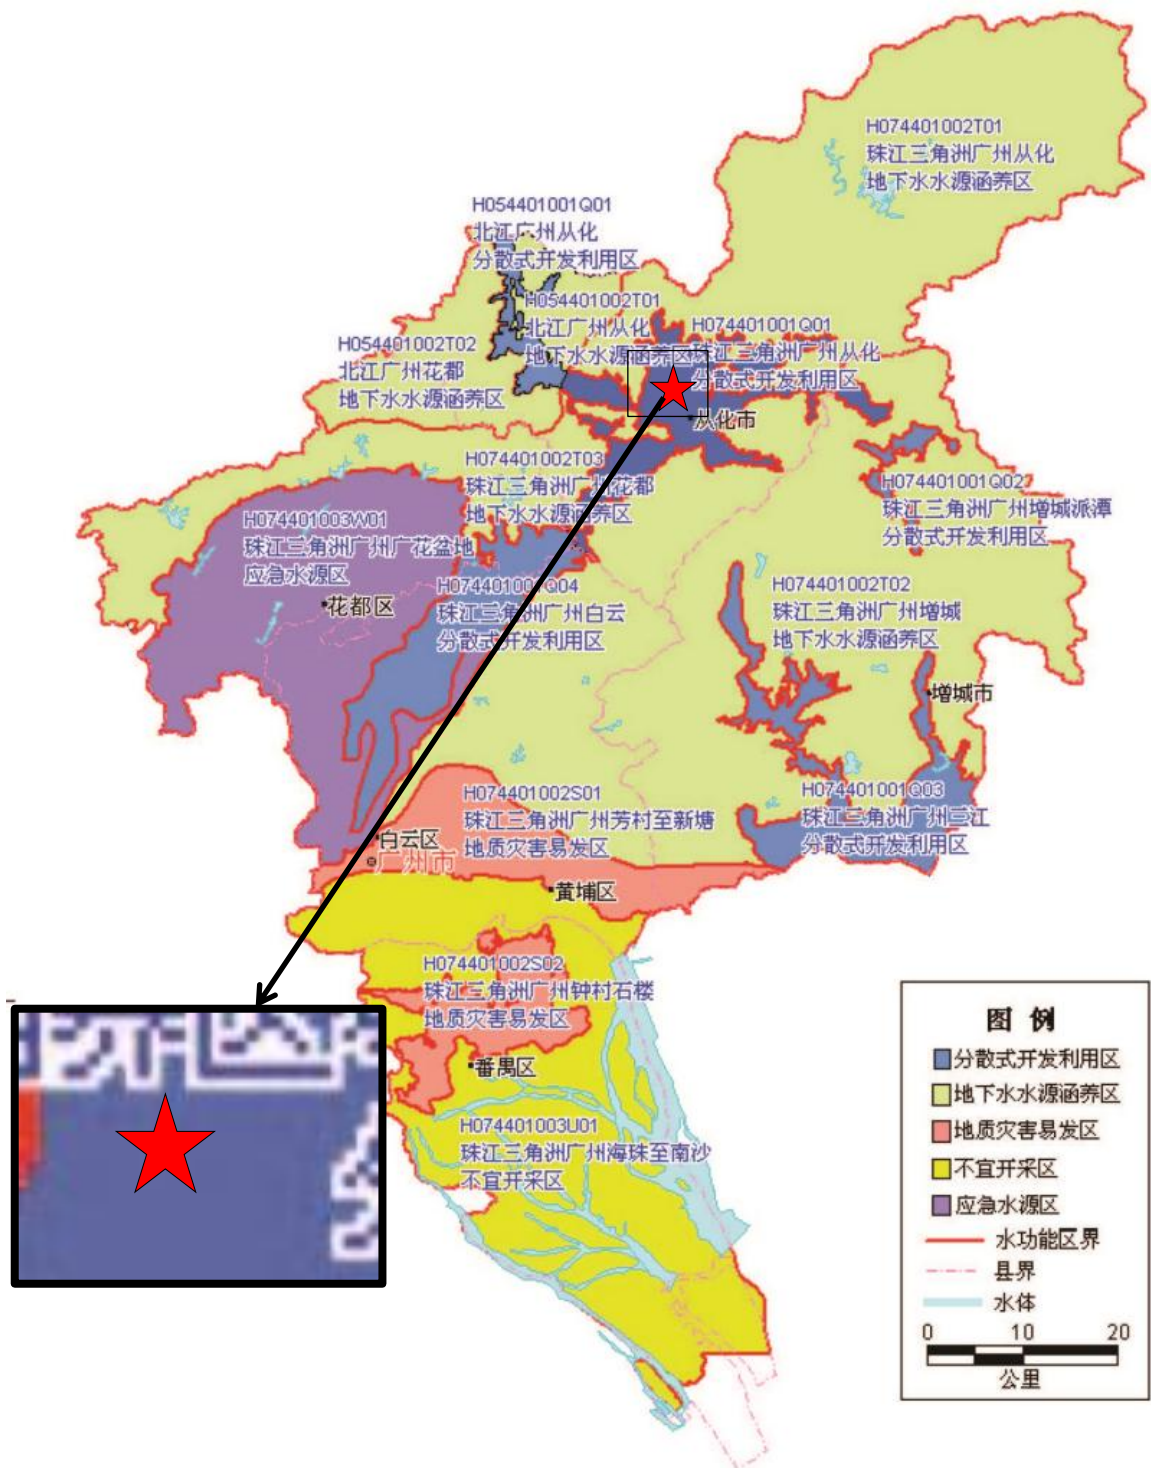 H074401002T01
珠江三角洲广州从化
地下水水源涵养区
H054401001Q01
北江广州从化
分散式开发利用区
H054401002T01
北江广州从化
地下水水源涵养区
H074401001Q01
珠江三角洲广州从化
分散式开发利用区
H054401002T02
北江广州花都
地下水水源涵养区
从化市
H074401002T03
珠江三角洲广州花都
地下水水源涵养区
H074401001Q02
珠江三角洲广州增城派潭
分散式开发利用区
H074401003W01
珠江三角洲广州广花盆地
应急水源区
花都区
H074401001Q04
珠江三角洲广州白云
分散式开发利用区
H074401002T02
珠江三角洲广州增城
地下水水源涵养区
增城市
H074401002S01
珠江三角洲广州芳村至新塘
地质灾害易发区
H074401001Q03
珠江三角洲广州三江
分散式开发利用区
白云区
广州市
黄埔区
H074401002S02
珠江三角洲广州钟村石楼
地质灾害易发区
番禺区
H074401003U01
珠江三角洲广州海珠至南沙
不宜开采区
图 例
分散式开发利用区
地下水水源涵养区
地质灾害易发区
不宜开采区
应急水源区
水功能区界
县界
水体
0 10 20
公里